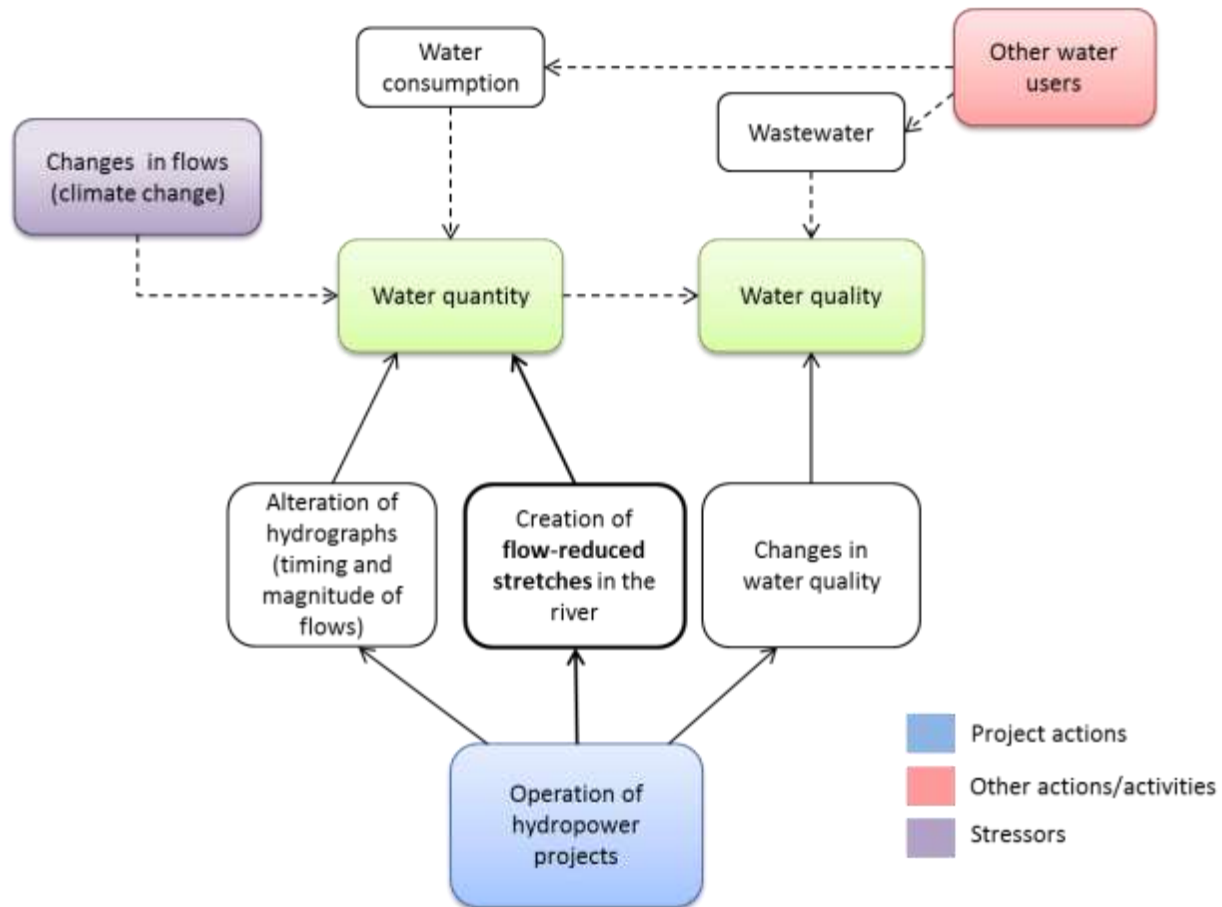 Water
consumption
Other water
users
Wastewater
Changes in flows
(climate change)
Water quantity
Water quality
Alteration of
hydrographs
(timing and
magnitude of
flows)
Creation of
flow-reduced
stretches in the
river
Changes in
water quality
Operation of
hydropower
projects
Project actions
Other actions/activities
Stressors